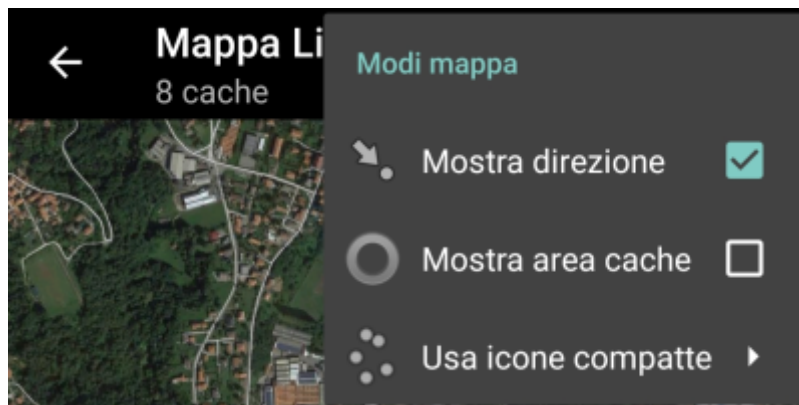 Mappa Li
8 cache
Modi mappa
Mostra direzione
Mostra area cache
Usa icone compatte